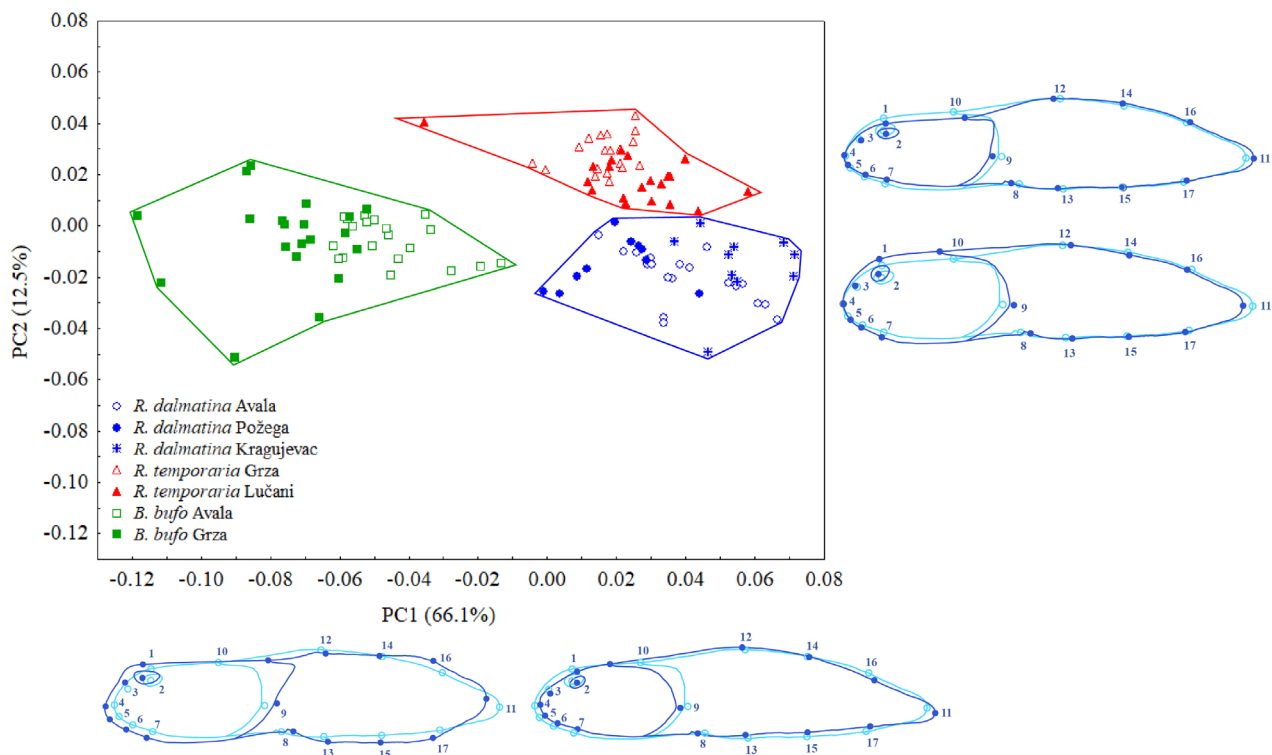 0.08
0.06
0.04
0.02
0.00
-0.02
-0.04
-0.06
-0.08
-0.10
-0.12
PC2 (12.5%)
R. dalmatina Avala
R. dalmatina Požega
R. dalmatina Kragujevac
R. temporaria Grza
R. temporaria Lučani
B. bufo Avala
B. bufo Grza
-0.12 -0.10 -0.08 -0.06 -0.04 -0.02 0.00 0.02 0.04 0.06 0.08
PC1 (66.1%)
1 10 12 14 16
3 2
4 9 11
5 6 7 8 13 15 17
1 10 12 14 16
3 2
4 9 11
5 6 7 8 13 15 17
1 10 12 14 16
3 2
4 9 11
5 6 7 8 13 15 17
1 10 12 14 16
3 2
4 9 11
5 6 7 8 13 15 17